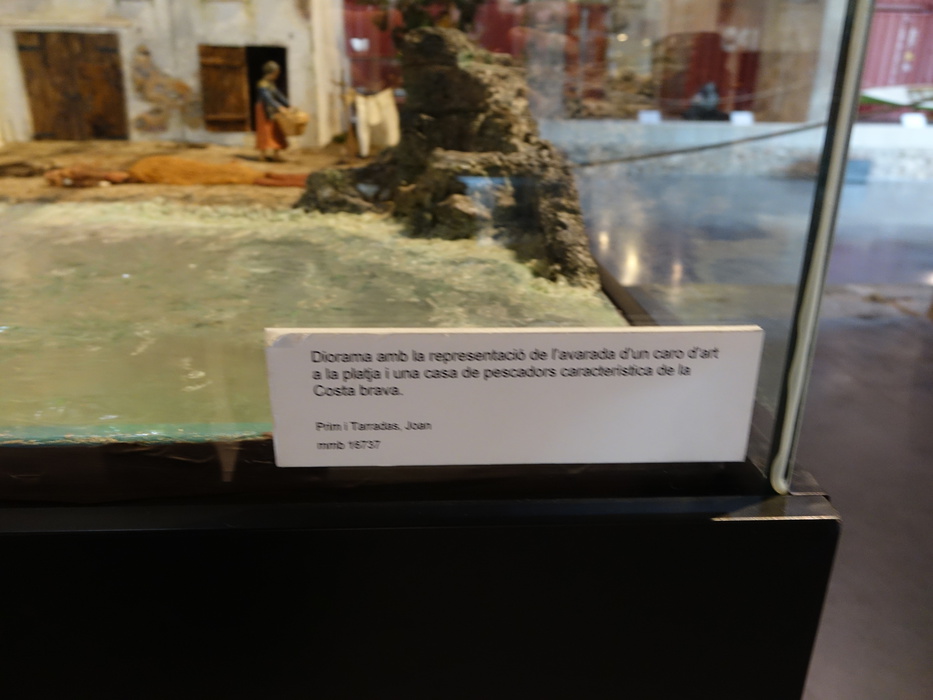 Diorama amb la representació de l'avarada d'un caro d'art
a la platja i una casa de pescadors característica de la
Costa brava.
Prim i Tarradas, Joan
mmb 16737